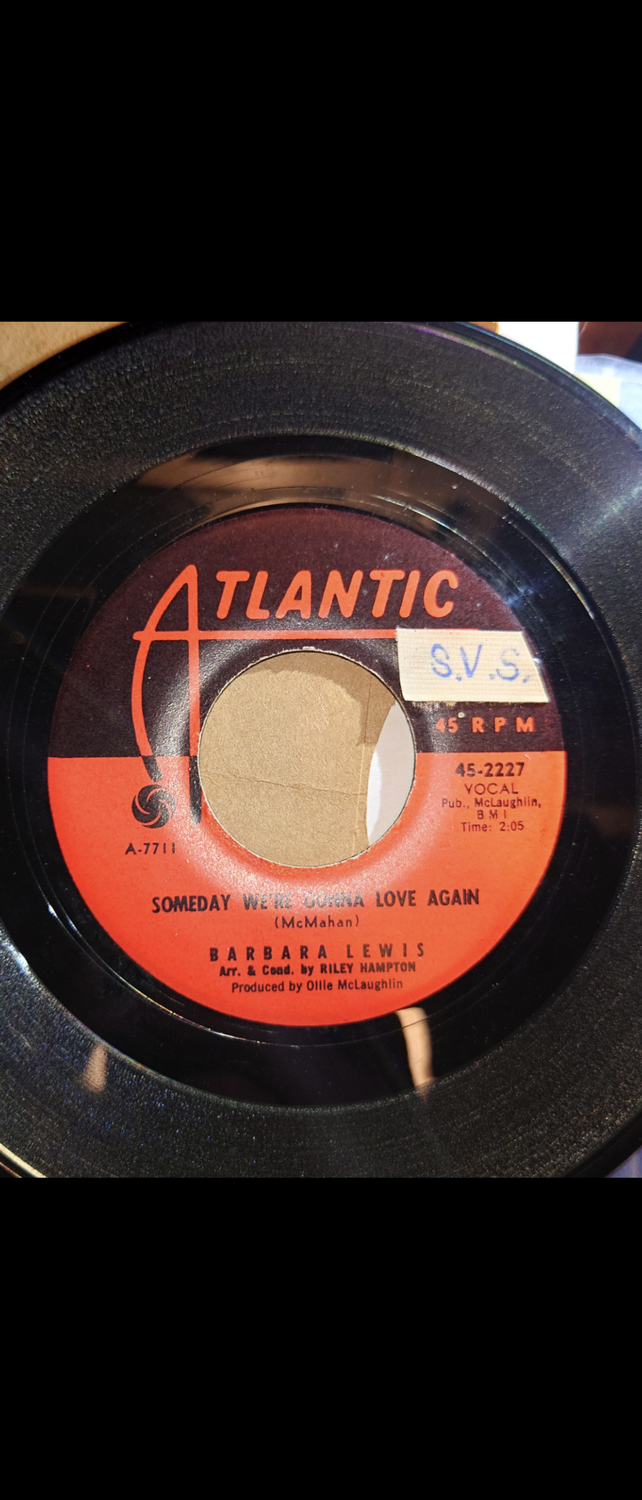 ATLANTIC
S.V.S.
45 RPM
45-2227
VOCAL
Pub., McLaughlin,
BMI
Time: 2:05
A-7711
SOMEDAY WE'RE GONNA LOVE AGAIN
(McMahan)
BARBARA LEWIS
Arr. & Cond. by RILEY HAMPTON
Produced by Ollie McLaughlin